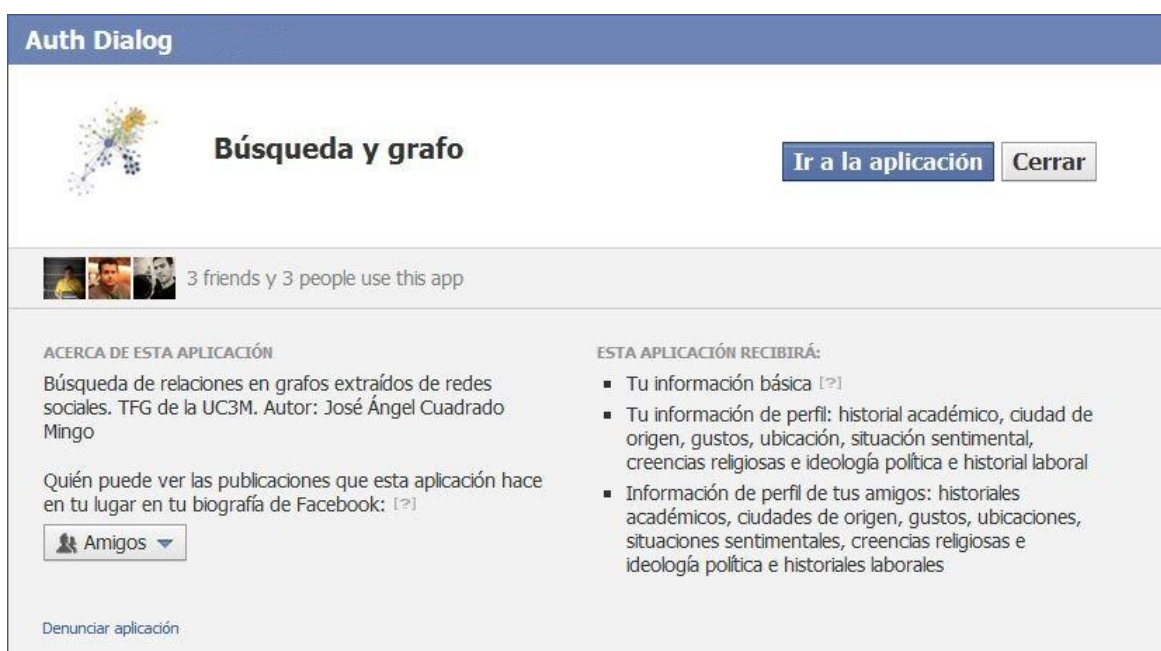 Auth Dialog
Búsqueda y grafo
Ir a la aplicación
Cerrar
3 friends y 3 people use this app
ACERCA DE ESTA APLICACIÓN
Búsqueda de relaciones en grafos extraídos de redes
sociales. TFG de la UC3M. Autor: José Ángel Cuadrado
Mingo
Quién puede ver las publicaciones que esta aplicación hace
en tu lugar en tu biografía de Facebook: [?]
Amigos
Denunciar aplicación
ESTA APLICACIÓN RECIBIRÁ:
Tu información básica [?]
Tu información de perfil: historial académico, ciudad de
origen, gustos, ubicación, situación sentimental,
creencias religiosas e ideología política e historial laboral
Información de perfil de tus amigos: historiales
académicos, ciudades de origen, gustos, ubicaciones,
situaciones sentimentales, creencias religiosas e
ideología política e historiales laborales